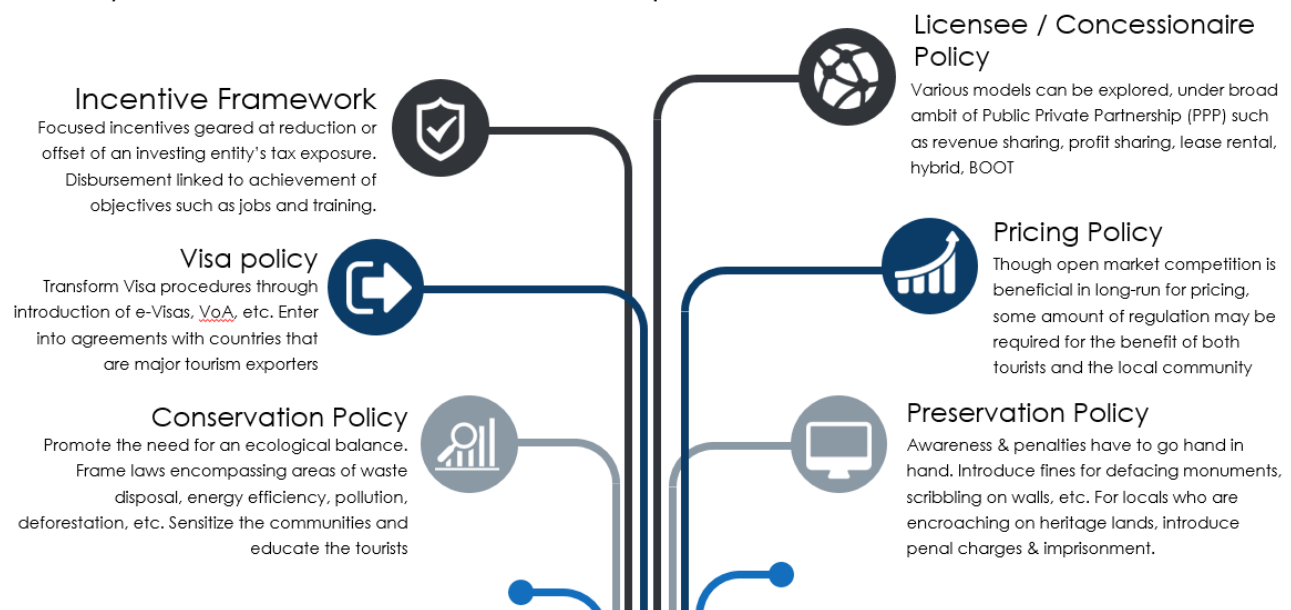 Incentive Framework
Focused incentives geared at reduction or
offset of an investing entity's tax exposure.
Disbursement linked to achievement of
objectives such as jobs and training.
Visa policy
Transform Visa procedures through
introduction of e-Visas, VoA, etc. Enter
into agreements with countries that
are major tourism exporters
Conservation Policy
Promote the need for an ecological balance.
Frame laws encompassing areas of waste
disposal, energy efficiency, pollution,
deforestation, etc. Sensitize the communities and
educate the tourists
Licensee / Concessionaire
Policy
Various models can be explored, under broad
ambit of Public Private Partnership (PPP) such
as revenue sharing, profit sharing, lease rental,
hybrid, BOOT
Pricing Policy
Though open market competition is
beneficial in long-run for pricing,
some amount of regulation may be
required for the benefit of both
tourists and the local community
Preservation Policy
Awareness & penalties have to go hand in
hand. Introduce fines for defacing monuments,
scribbling on walls, etc. For locals who are
encroaching on heritage lands, introduce
penal charges & imprisonment.